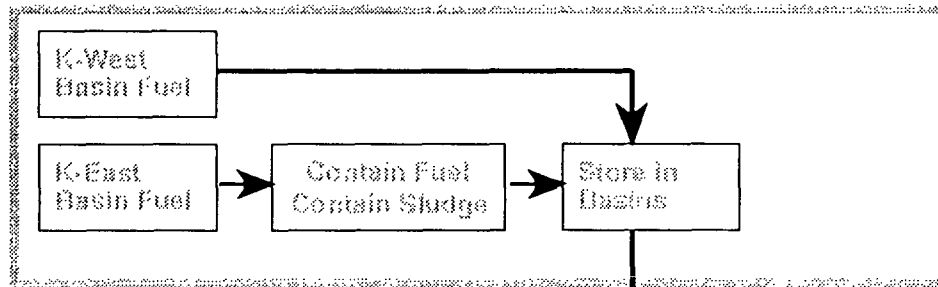 K-West
Basin Fuel
K-East
Basin Fuel
Contain Fuel
Contain Sludge
Store in
Basins